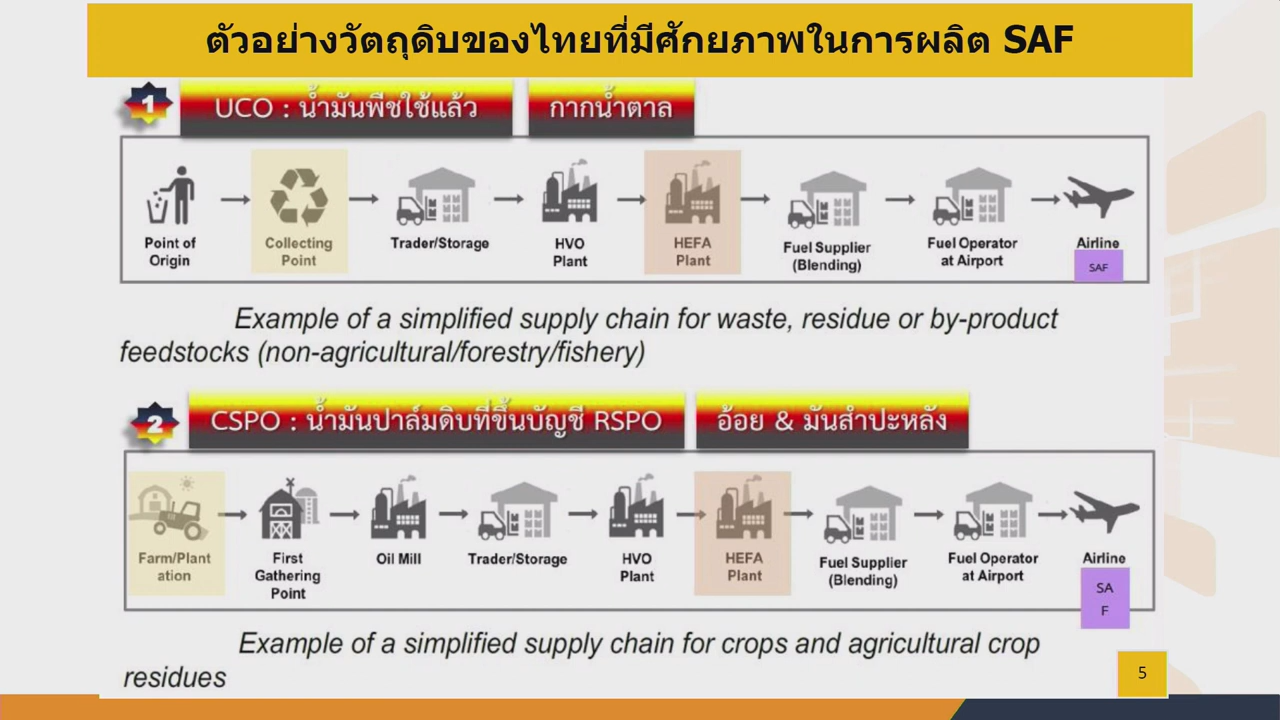 ตัวอย่างวัตถุดิบของไทยที่มีศักยภาพในการผลิต SAF
1
UCO : น้ำมันพืชใช้แล้ว
กากน้ำตาล
Point of
Origin
Collecting
Point
Trader/Storage
HVO
Plant
HEFA
Plant
Fuel Supplier
(Blending)
Fuel Operator
at Airport
Airline
SAF
Example of a simplified supply chain for waste, residue or by-product
feedstocks (non-agricultural/forestry/fishery)
2
CSPO : น้ำมันปาล์มดิบที่ขึ้นบัญชี RSPO
อ้อย & มันสำปะหลัง
Farm/Plant
ation
First
Gathering
Point
Oil Mill
Trader/Storage
HVO
Plant
HEFA
Plant
Fuel Supplier
(Blending)
Fuel Operator
at Airport
Airline
SA
F
Example of a simplified supply chain for crops and agricultural crop
residues
5